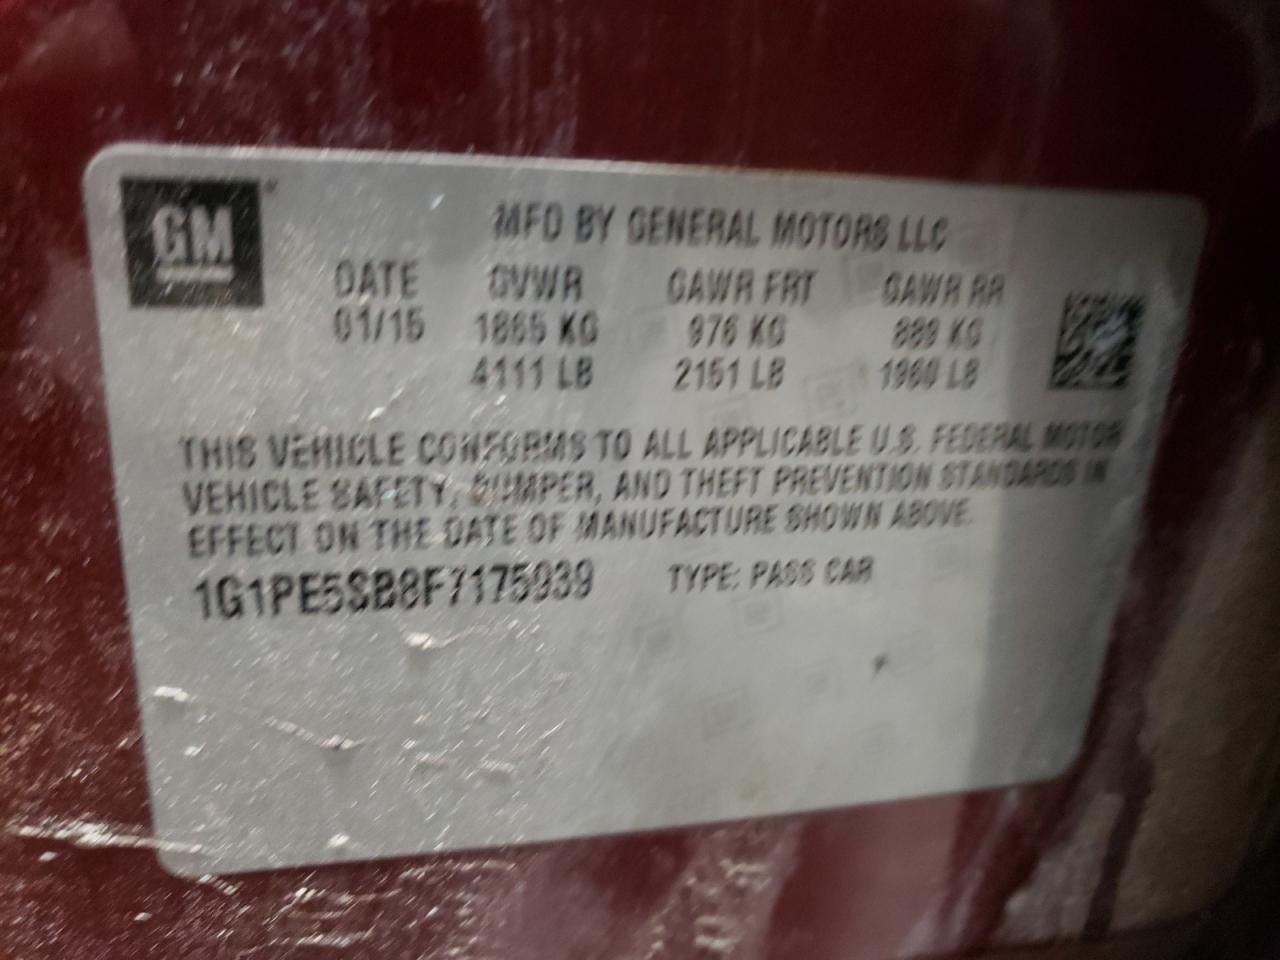 GM
MFD BY GENERAL MOTORS LLC
DATE GVWR GAWR FRT GAWR RR
01/15 1865 KG 976 KG 889 KG
4111 LB 2151 LB 1960 LB
THIS VEHICLE CONFORMS TO ALL APPLICABLE U.S. FEDERAL MOTOR
VEHICLE SAFETY, BUMPER, AND THEFT PREVENTION STANDARDS IN
EFFECT ON THE DATE OF MANUFACTURE SHOWN ABOVE.
1G1PE5SB8F7175939 TYPE: PASS CAR